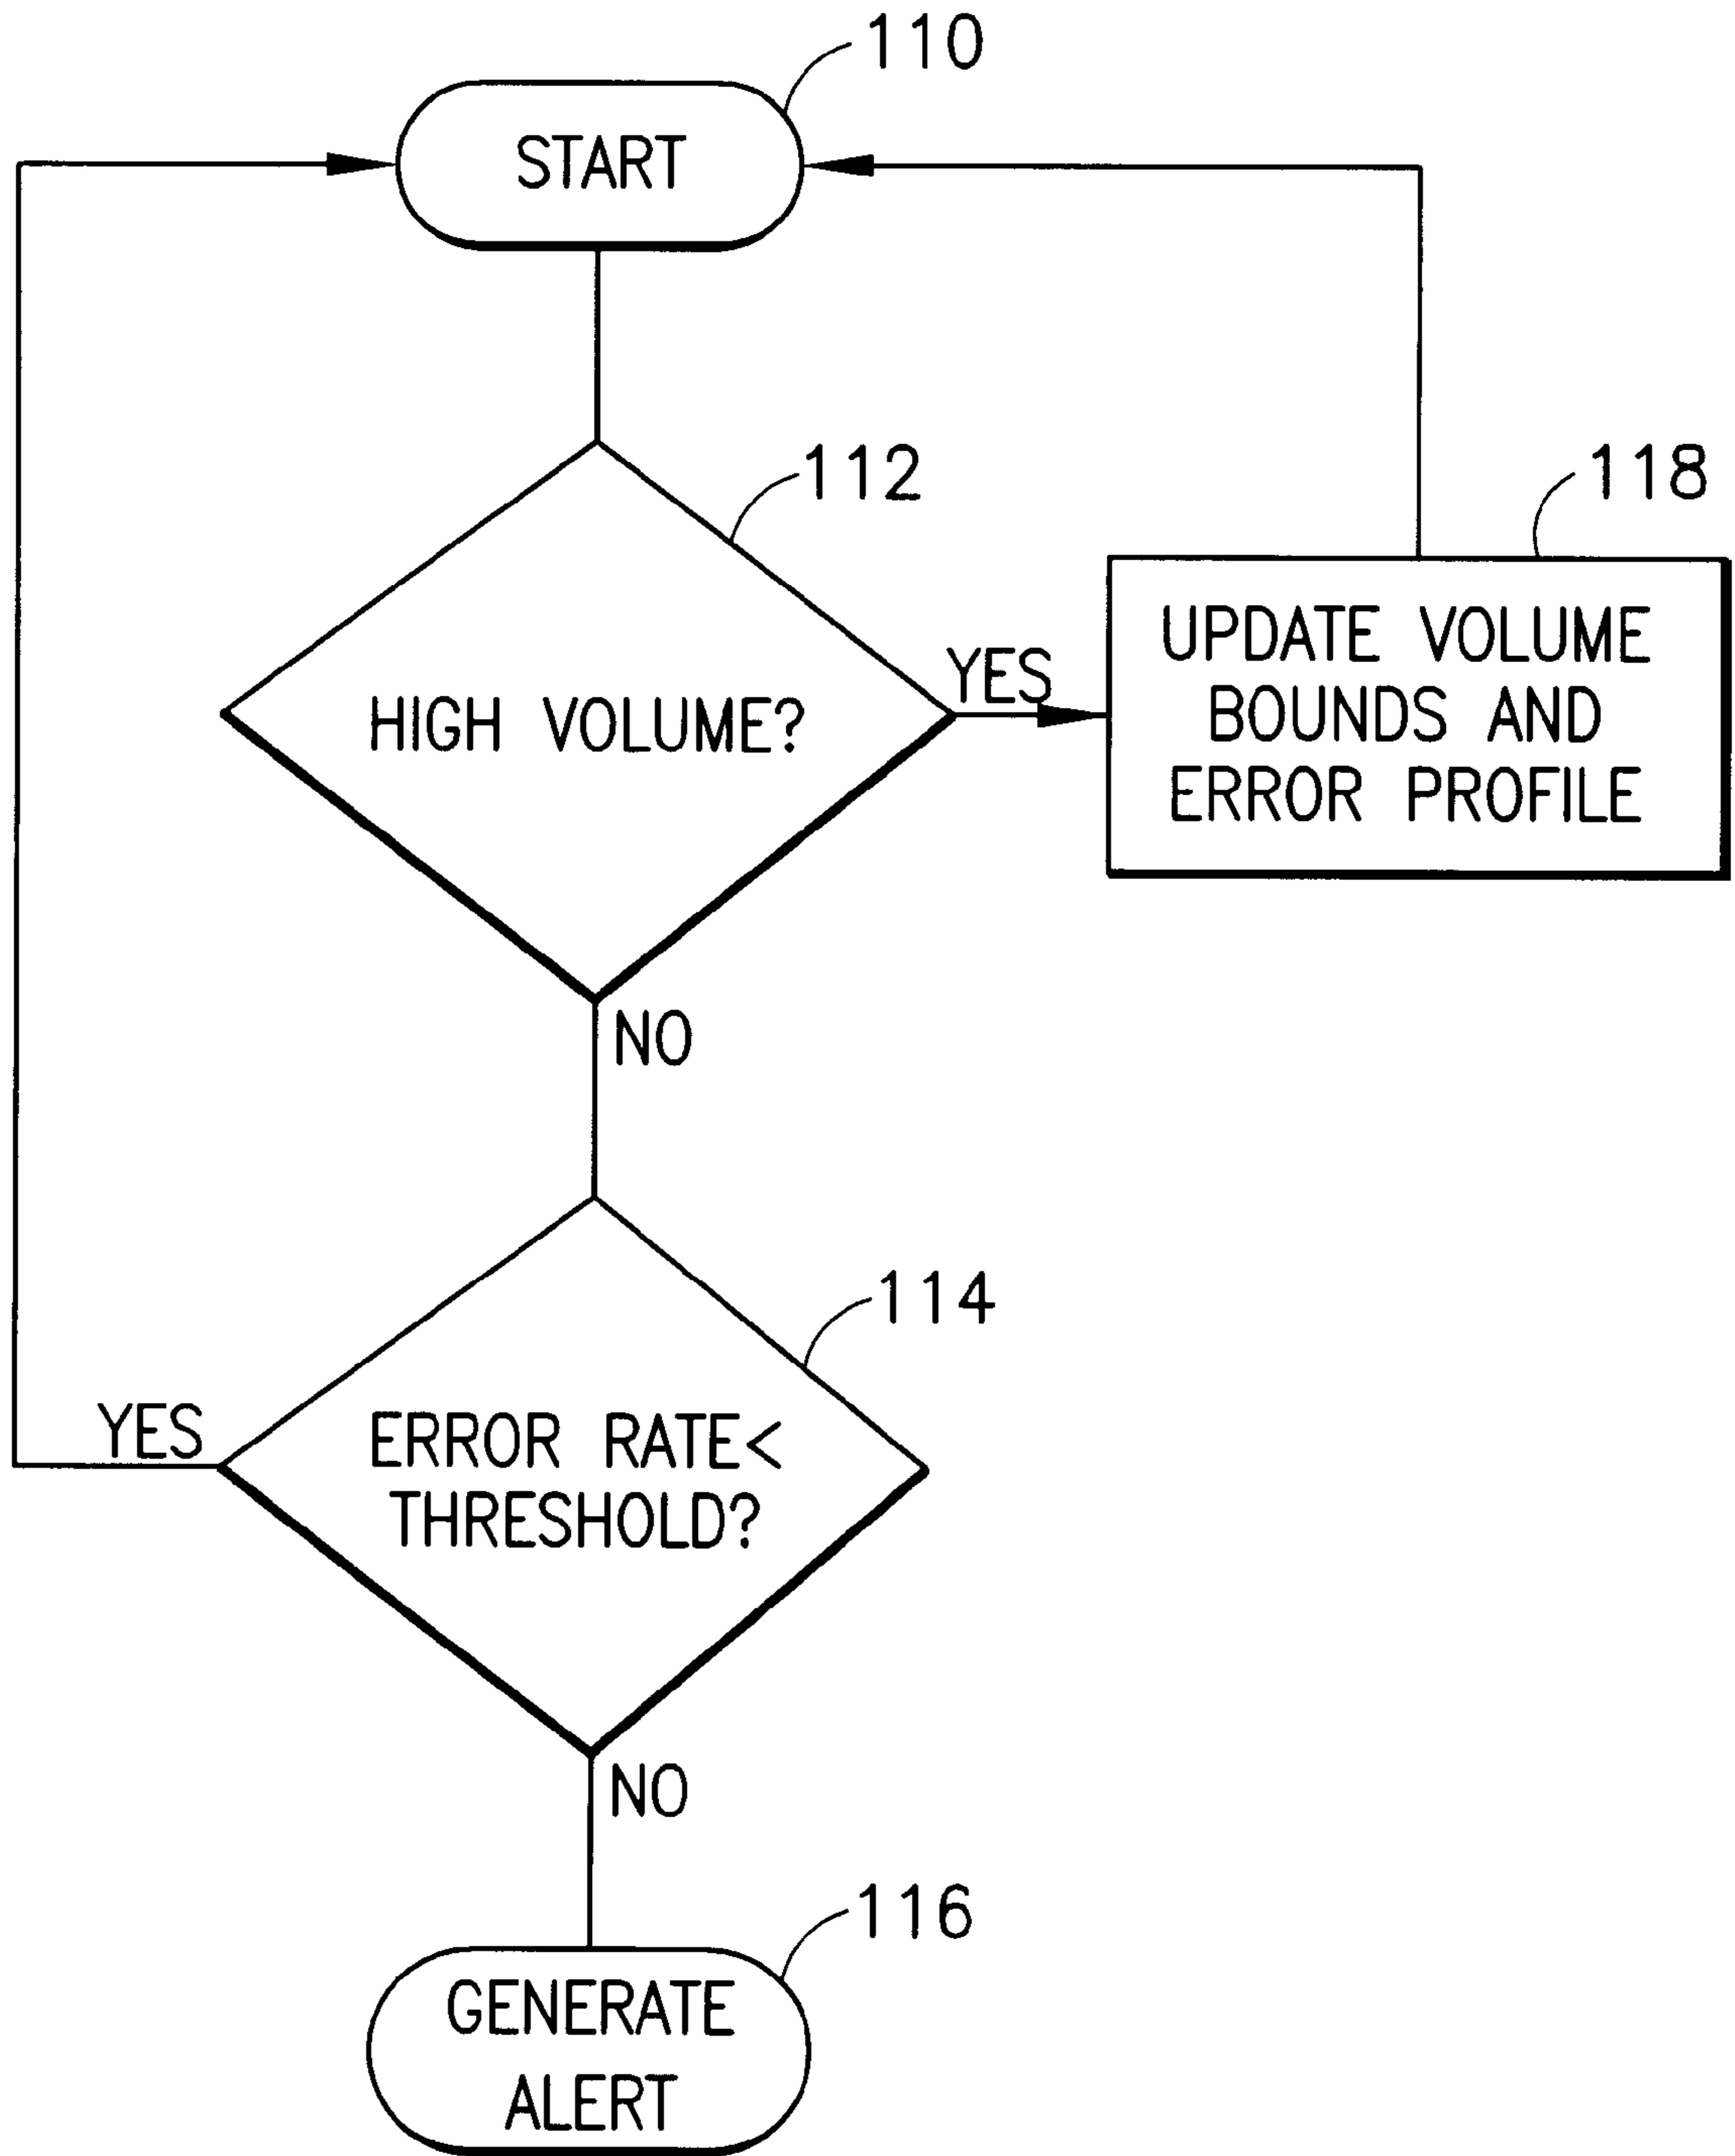 110
START
112
118
HIGH VOLUME?
YES
UPDATE VOLUME
BOUNDS AND
ERROR PROFILE
NO
114
YES
ERROR RATE<
THRESHOLD?
NO
116
GENERATE
ALERT